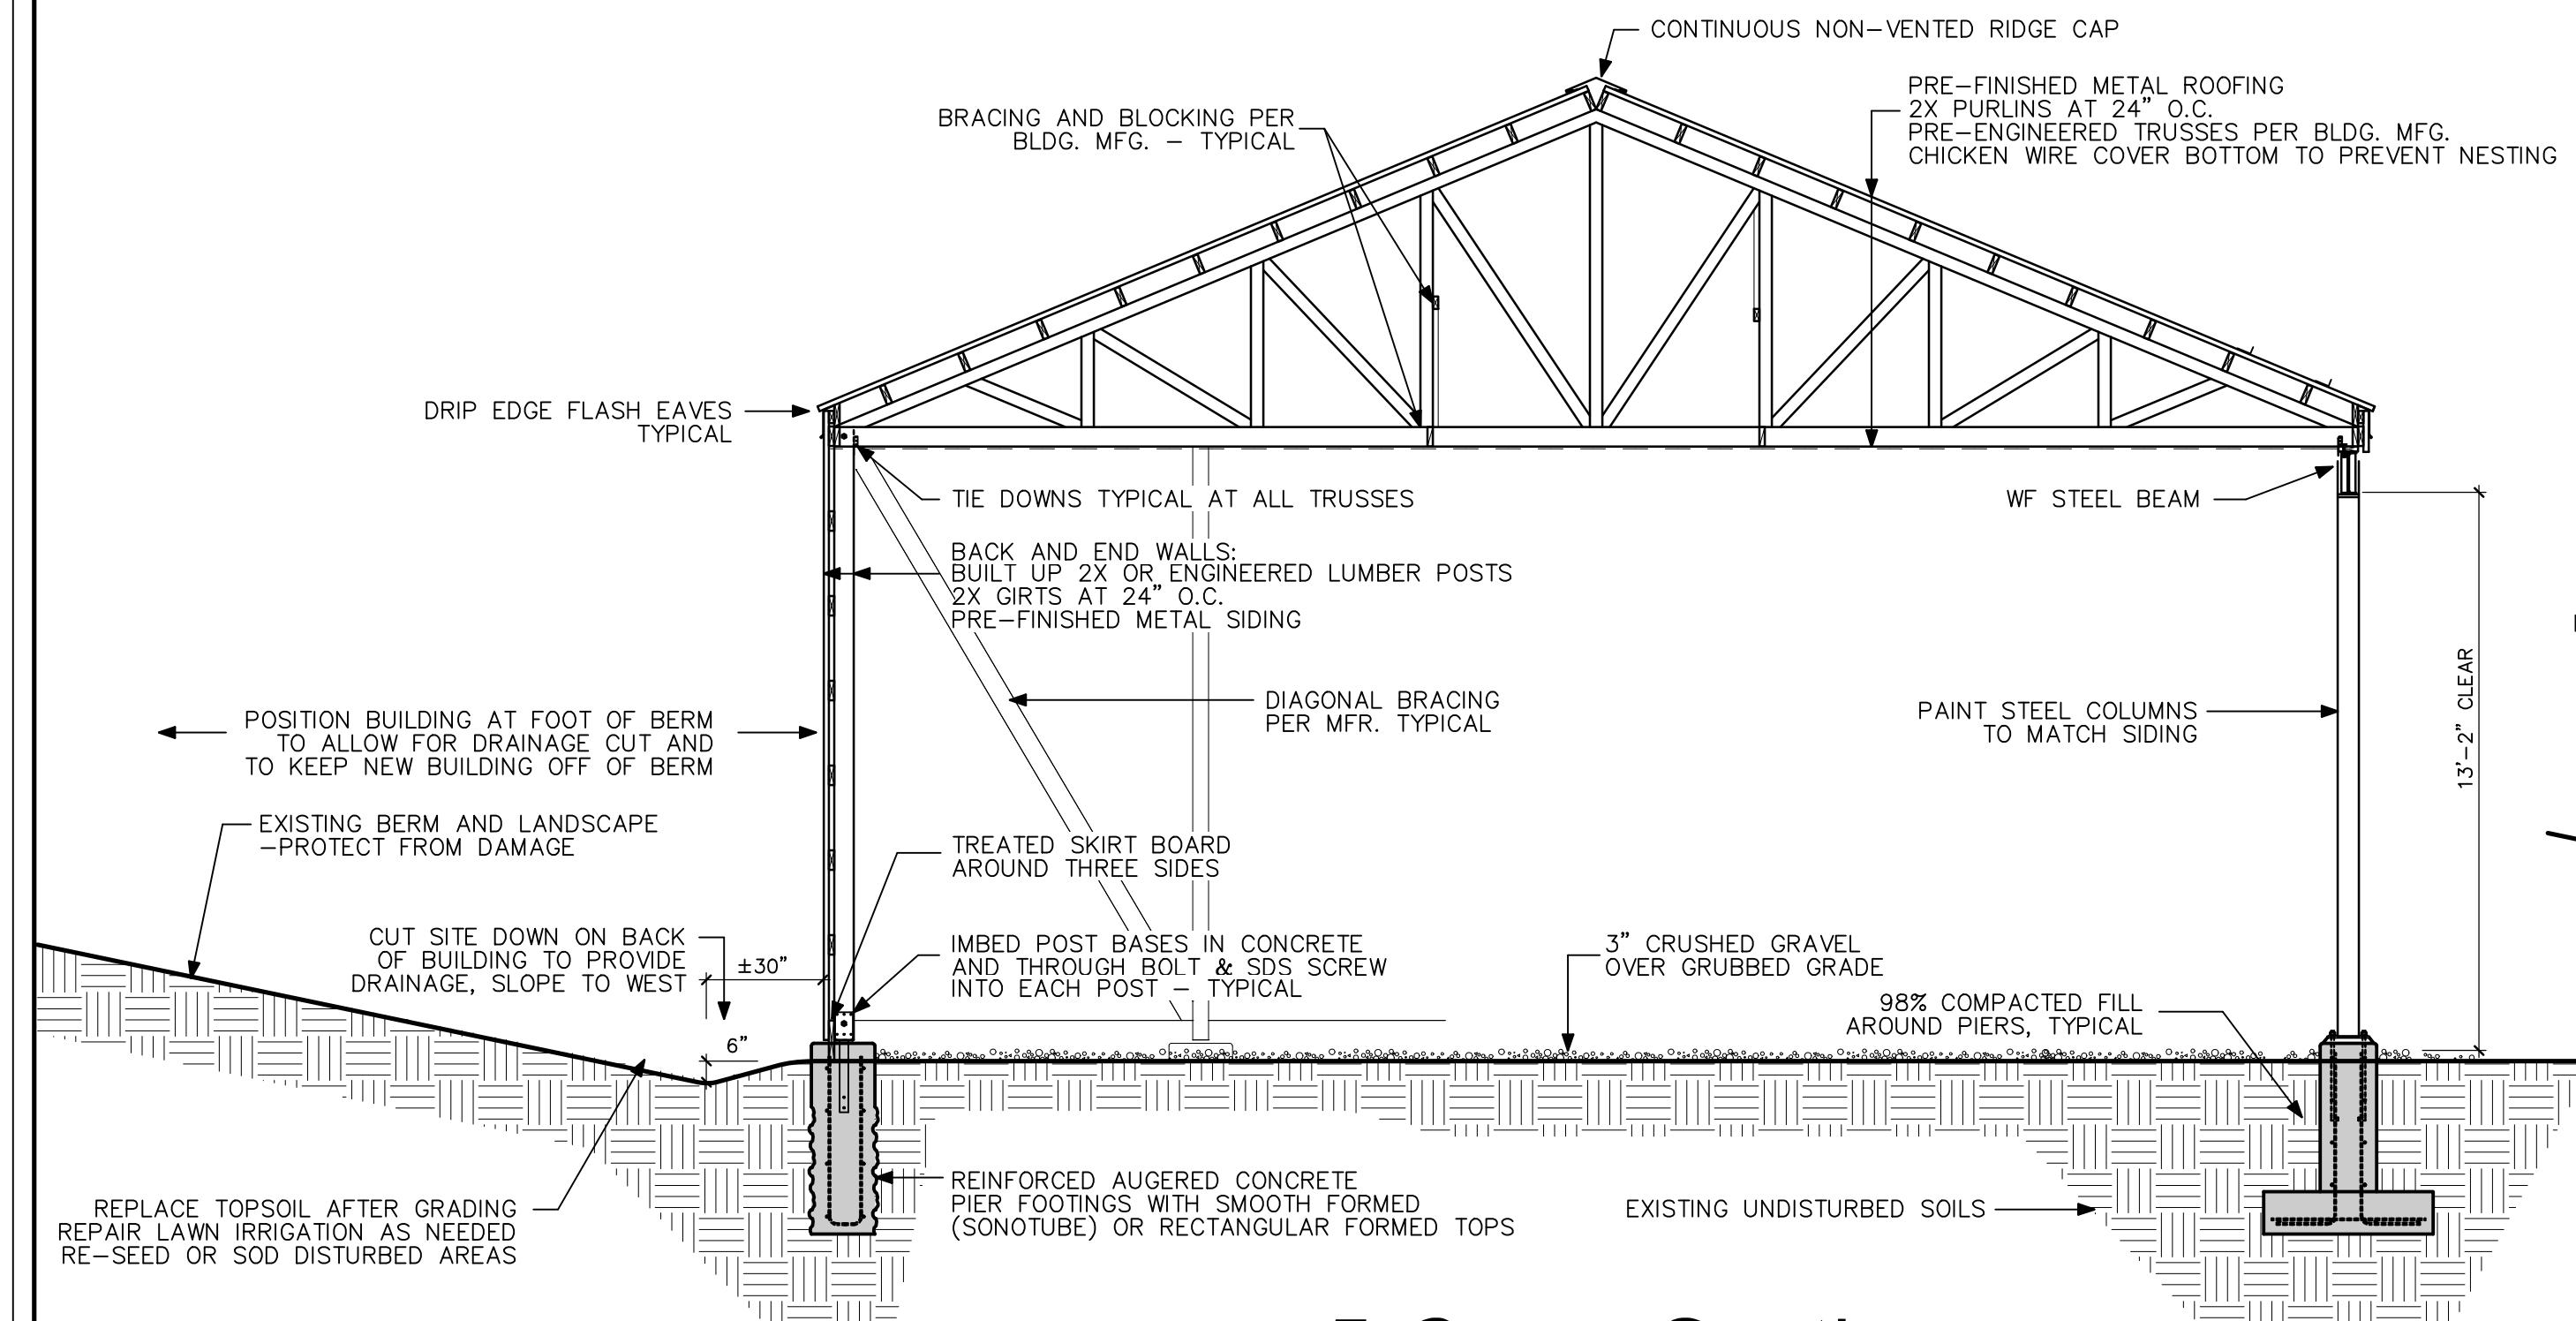 CONTINUOUS NON-VENTED RIDGE CAP
PRE-FINISHED METAL ROOFING
2X PURLINS AT 24" O.C.
PRE-ENGINEERED TRUSSES PER BLDG. MFG.
CHICKEN WIRE COVER BOTTOM TO PREVENT NESTING
BRACING AND BLOCKING PER
BLDG. MFG. - TYPICAL
DRIP EDGE FLASH EAVES
TYPICAL
TIE DOWNS TYPICAL AT ALL TRUSSES
WF STEEL BEAM
BACK AND END WALLS:
BUILT UP 2X OR ENGINEERED LUMBER POSTS
2X GIRTS AT 24" O.C.
PRE-FINISHED METAL SIDING
DIAGONAL BRACING
PER MFR. TYPICAL
PAINT STEEL COLUMNS
TO MATCH SIDING
13'-2" CLEAR
POSITION BUILDING AT FOOT OF BERM
TO ALLOW FOR DRAINAGE CUT AND
TO KEEP NEW BUILDING OFF OF BERM
EXISTING BERM AND LANDSCAPE
-PROTECT FROM DAMAGE
TREATED SKIRT BOARD
AROUND THREE SIDES
CUT SITE DOWN ON BACK
OF BUILDING TO PROVIDE
DRAINAGE, SLOPE TO WEST
±30"
6"
IMBED POST BASES IN CONCRETE
AND THROUGH BOLT & SDS SCREW
INTO EACH POST - TYPICAL
3" CRUSHED GRAVEL
OVER GRUBBED GRADE
98% COMPACTED FILL
AROUND PIERS, TYPICAL
REINFORCED AUGERED CONCRETE
PIER FOOTINGS WITH SMOOTH FORMED
(SONOTUBE) OR RECTANGULAR FORMED TOPS
EXISTING UNDISTURBED SOILS
REPLACE TOPSOIL AFTER GRADING
REPAIR LAWN IRRIGATION AS NEEDED
RE-SEED OR SOD DISTURBED AREAS